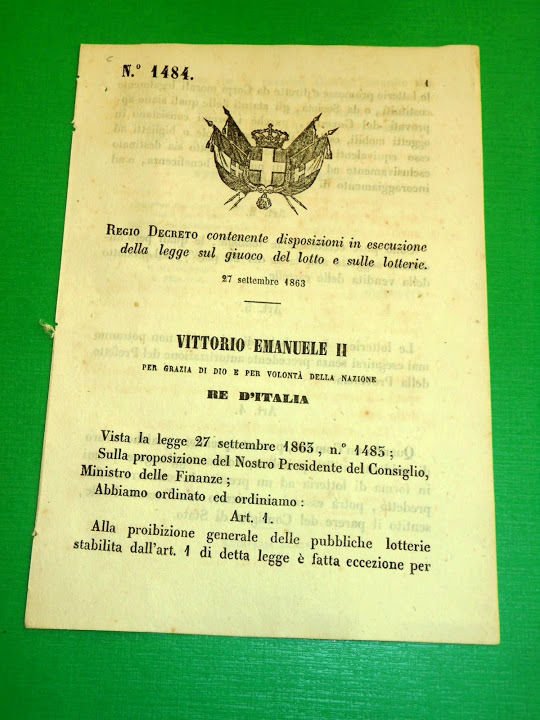 N.° 1484.
1
REGIO DECRETO contenente disposizioni in esecuzione
della legge sul giuoco del lotto e sulle lotterie.
27 settembre 1863
VITTORIO EMANUELE II
PER GRAZIA DI DIO E PER VOLONTÀ DELLA NAZIONE
RE D'ITALIA
Vista la legge 27 settembre 1863, n.° 1483;
Sulla proposizione del Nostro Presidente del Consiglio,
Ministro delle Finanze;
Abbiamo ordinato ed ordiniamo:
Art. 1.
Alla proibizione generale delle pubbliche lotterie
stabilita dall'art. 1 di detta legge è fatta eccezione per